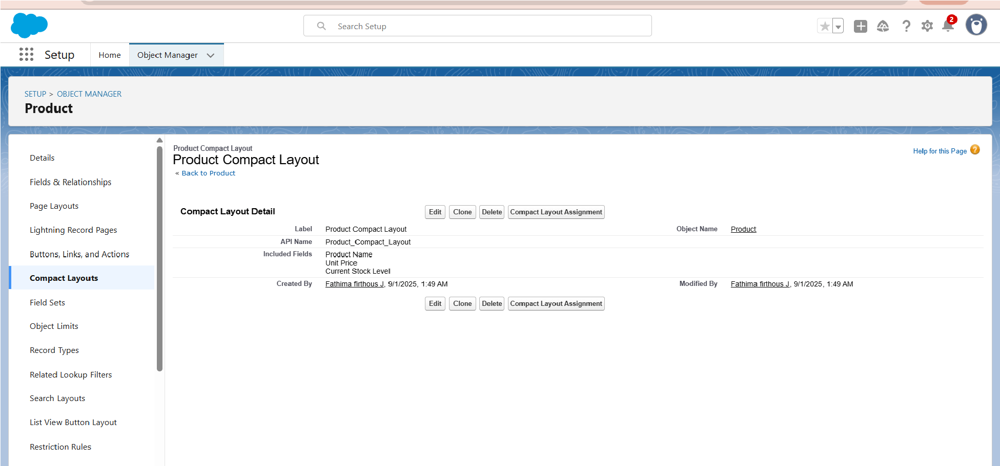 Search Setup
2
Setup
Home
Object Manager
SETUP > OBJECT MANAGER
Product
Details
Fields & Relationships
Page Layouts
Lightning Record Pages
Buttons, Links, and Actions
Compact Layouts
Field Sets
Object Limits
Record Types
Related Lookup Filters
Search Layouts
List View Button Layout
Restriction Rules
Product Compact Layout
Product Compact Layout
« Back to Product
Help for this Page ?
Compact Layout Detail
Edit Clone Delete Compact Layout Assignment
Label Product Compact Layout Object Name Product
API Name Product_Compact_Layout
Included Fields Product Name
Unit Price
Current Stock Level
Created By Fathima firthous J, 9/1/2025, 1:49 AM Modified By Fathima firthous J, 9/1/2025, 1:49 AM
Edit Clone Delete Compact Layout Assignment